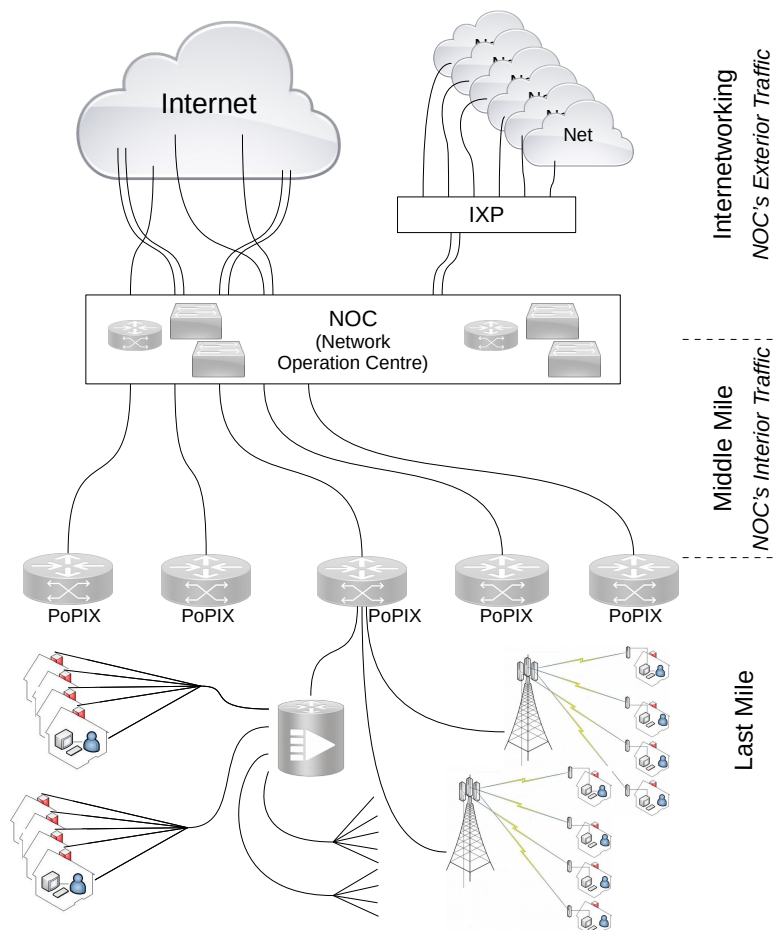 Internet
Net
IXP
NOC
(Network
Operation Centre)
PoPIX
PoPIX
PoPIX
PoPIX
PoPIX
Internetworking
NOC's Exterior Traffic
Middle Mile
NOC's Interior Traffic
Last Mile